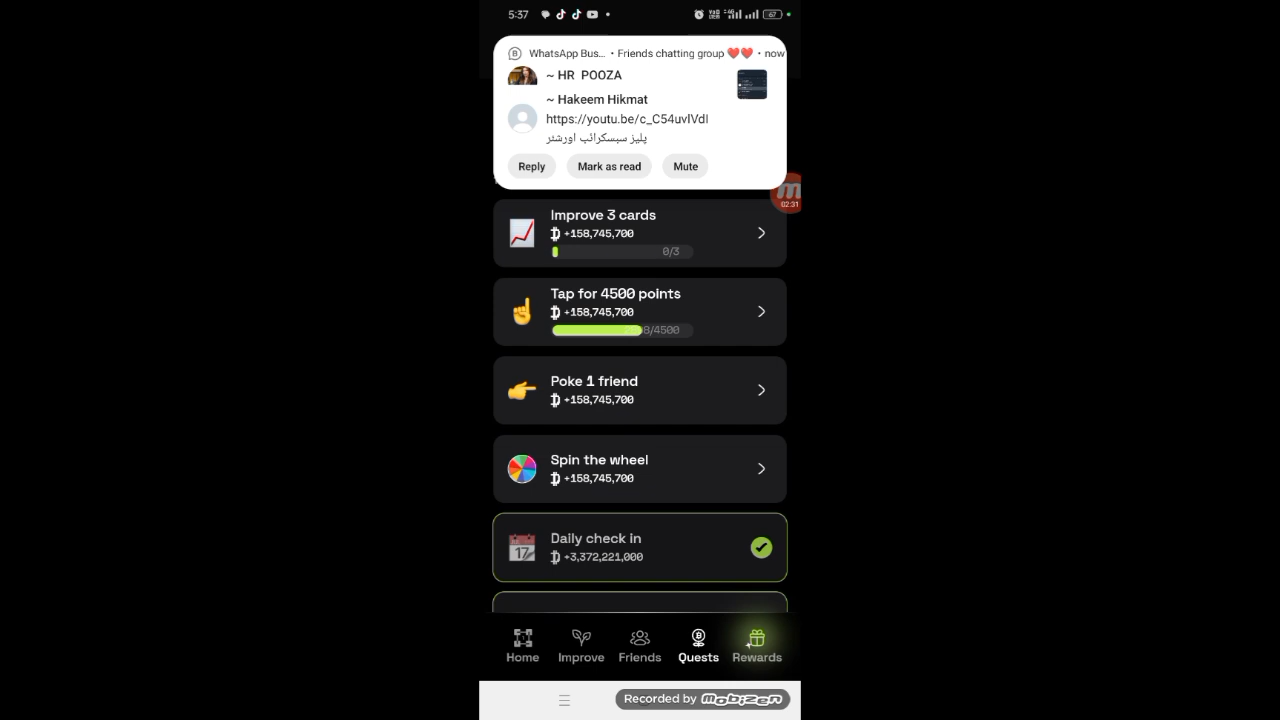 5:37
67
WhatsApp Bus... • Friends chatting group ❤️❤️ • now
~ HR POOZA
~ Hakeem Hikmat
https://youtu.be/c_C54uvIVdI
پلیز سبسکرائب اورشئر
Reply
Mark as read
Mute
02:31
Improve 3 cards
+158,745,700
0/3
Tap for 4500 points
+158,745,700
/4500
Poke 1 friend
+158,745,700
Spin the wheel
+158,745,700
Daily check in
17
+3,372,221,000
Home
Improve
Friends
Quests
Rewards
Recorded by mobizen